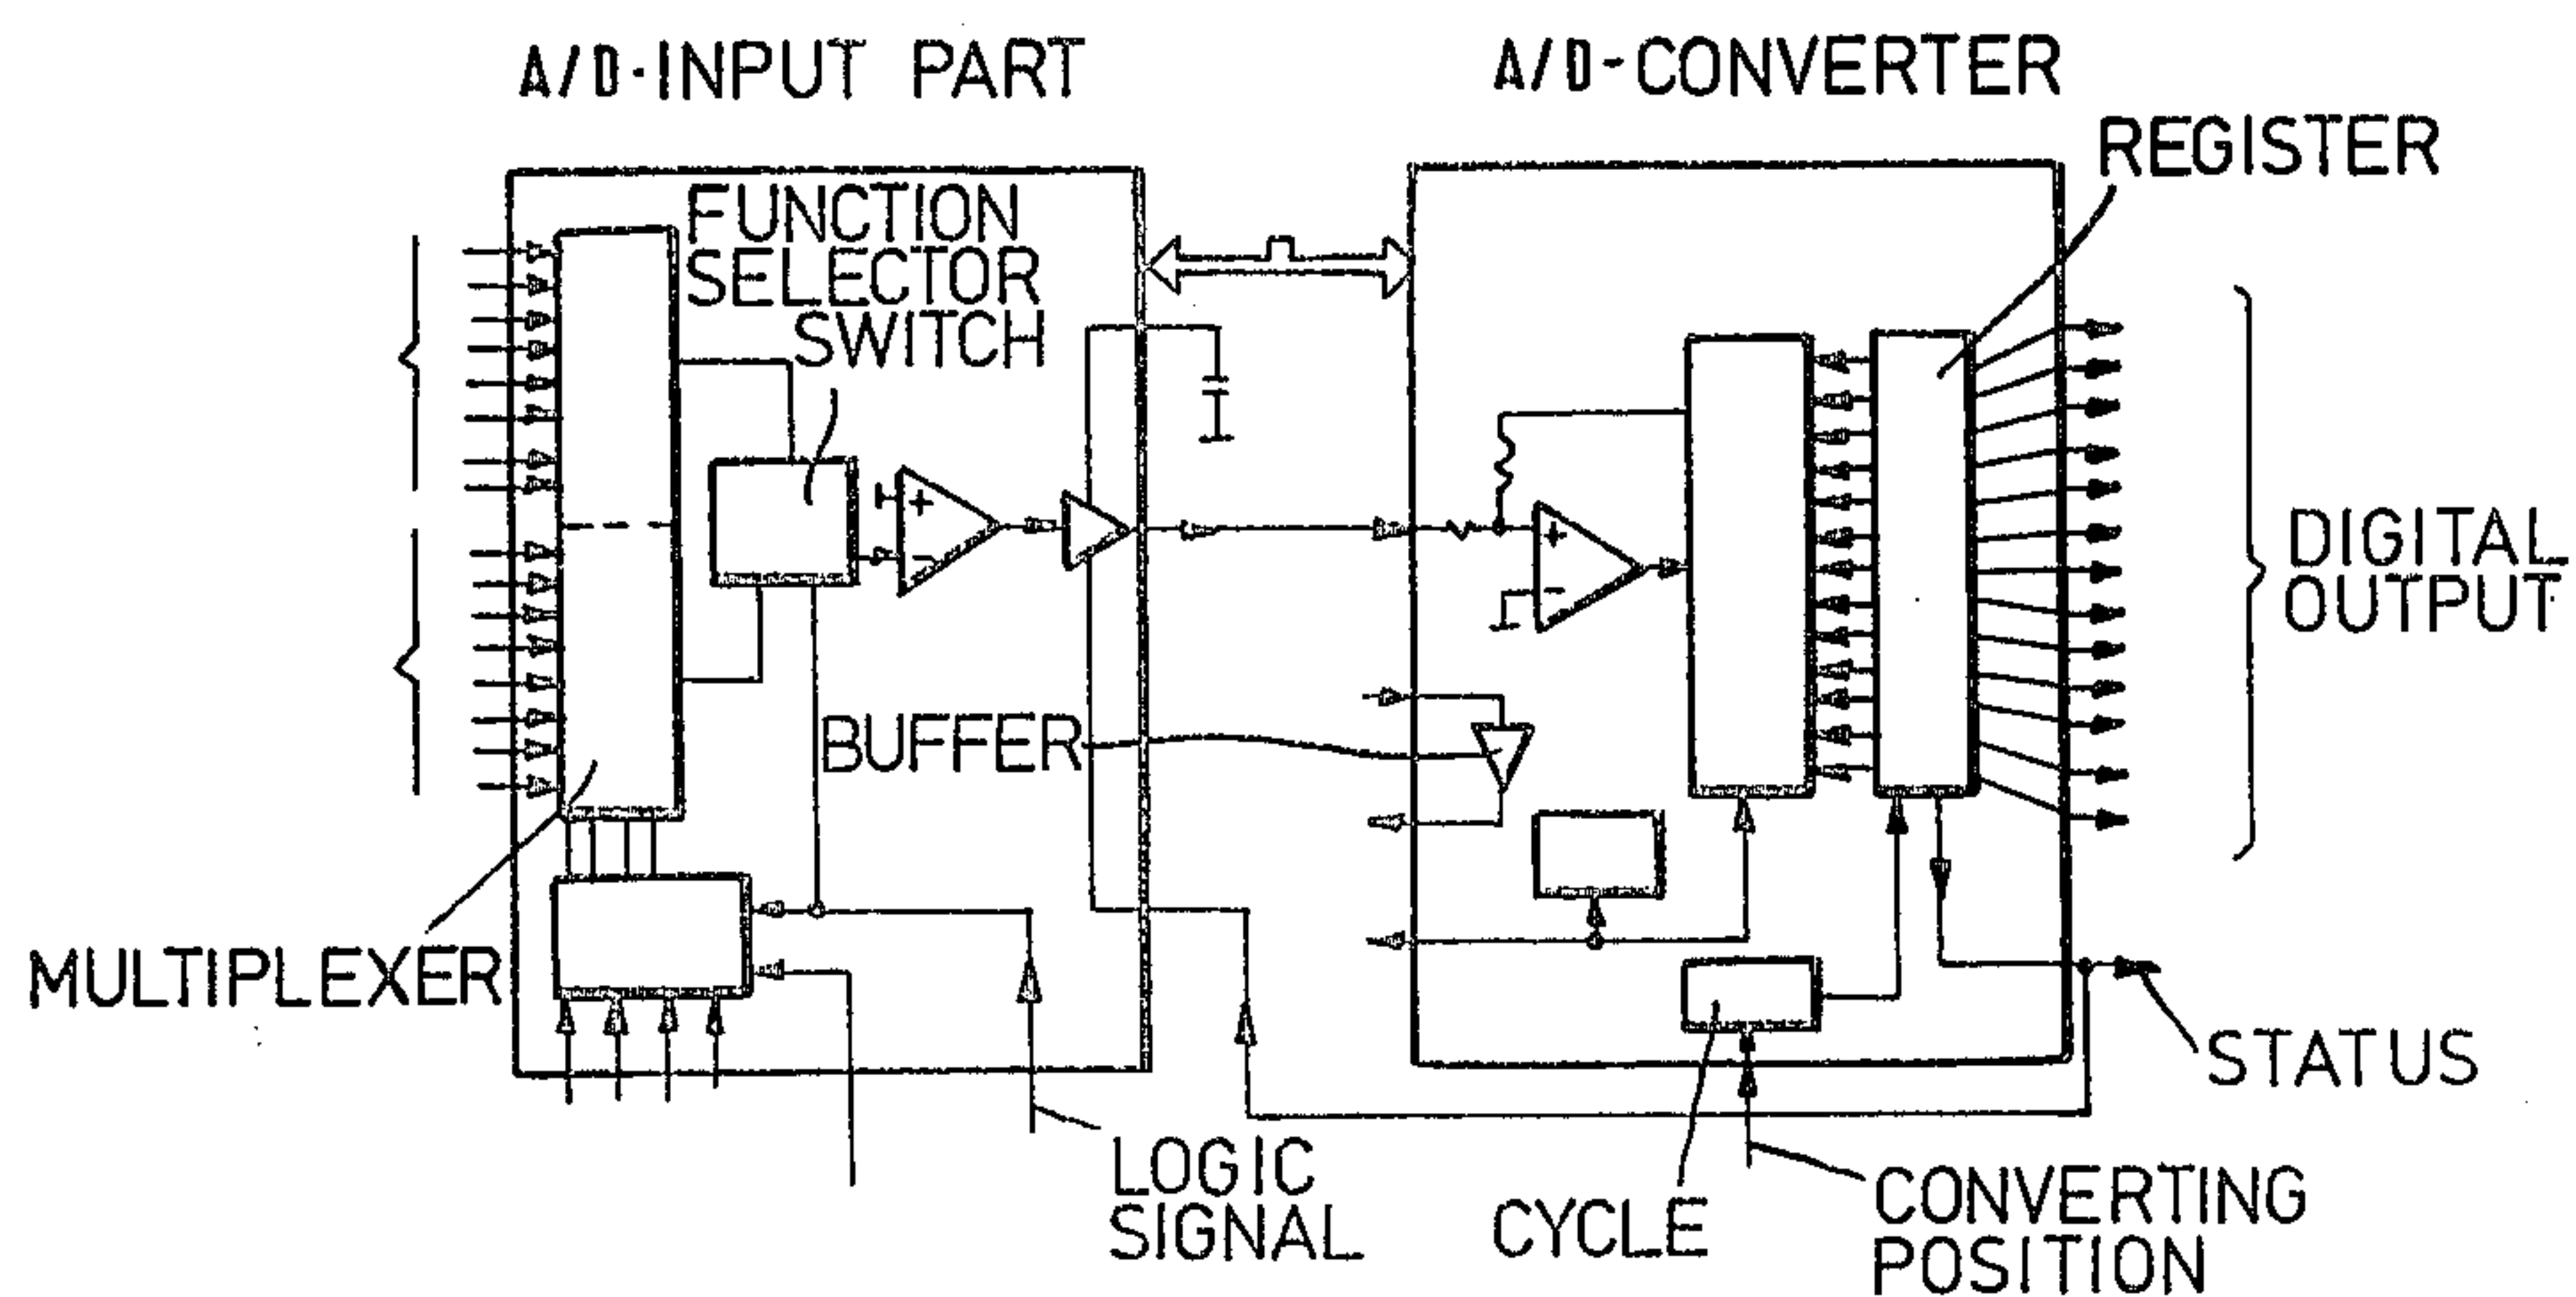 A/D-INPUT PART
A/D-CONVERTER
REGISTER
FUNCTION
SELECTOR
SWITCH
+
-
+
-
DIGITAL
OUTPUT
BUFFER
MULTIPLEXER
STATUS
LOGIC
SIGNAL
CYCLE
CONVERTING
POSITION